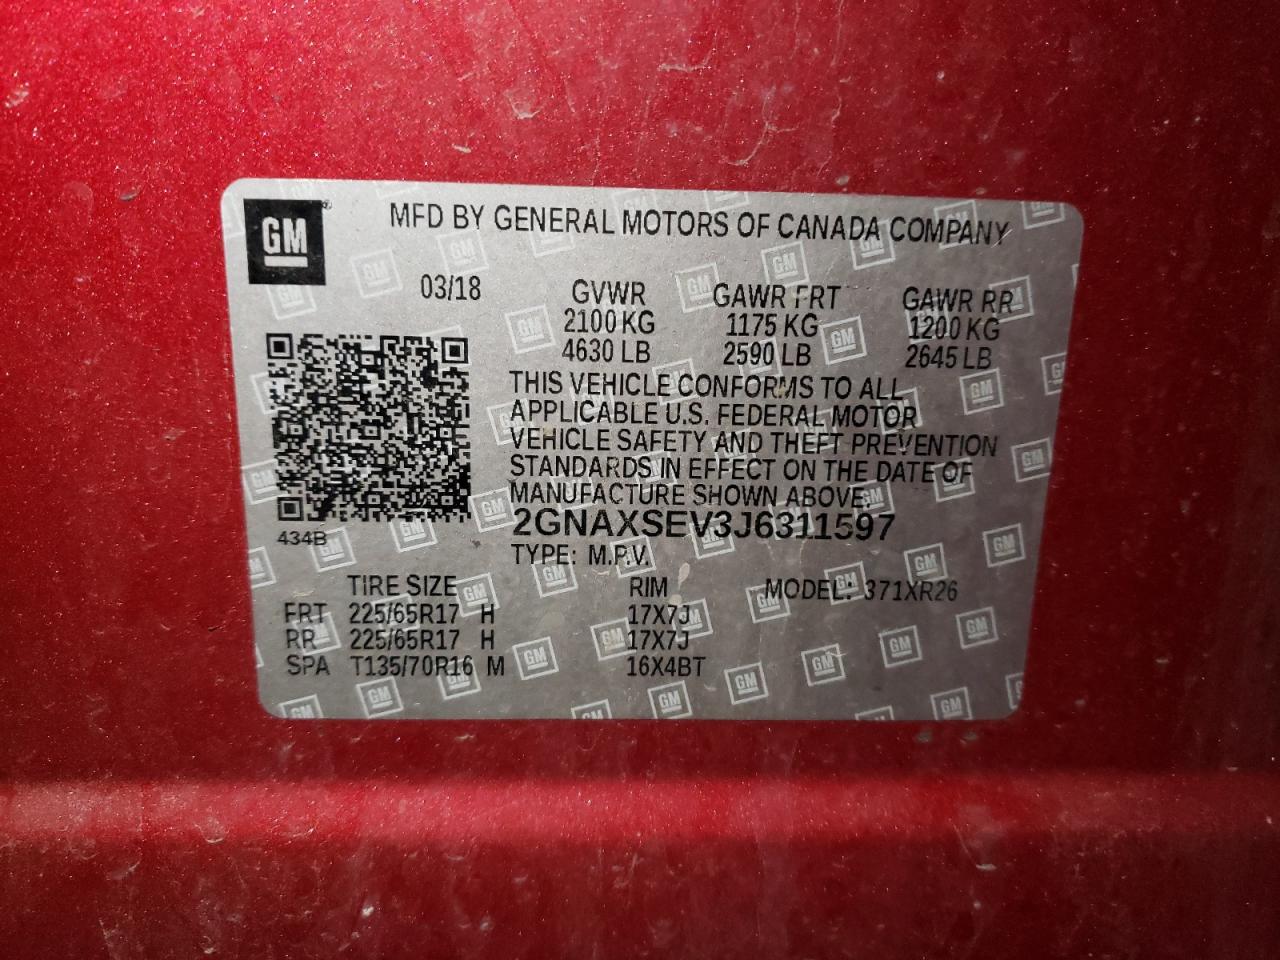 GM
MFD BY GENERAL MOTORS OF CANADA COMPANY
03/18 GVWR GAWR FRT GAWR RR
2100 KG 1175 KG 1200 KG
4630 LB 2590 LB 2645 LB
THIS VEHICLE CONFORMS TO ALL
APPLICABLE U.S. FEDERAL MOTOR
VEHICLE SAFETY AND THEFT PREVENTION
STANDARDS IN EFFECT ON THE DATE OF
MANUFACTURE SHOWN ABOVE.
2GNAXSEV3J6311597
434B
TYPE: M.P.V.
TIRE SIZE RIM MODEL: 371XR26
FRT 225/65R17 H 17X7J
RR 225/65R17 H 17X7J
SPA T135/70R16 M 16X4BT